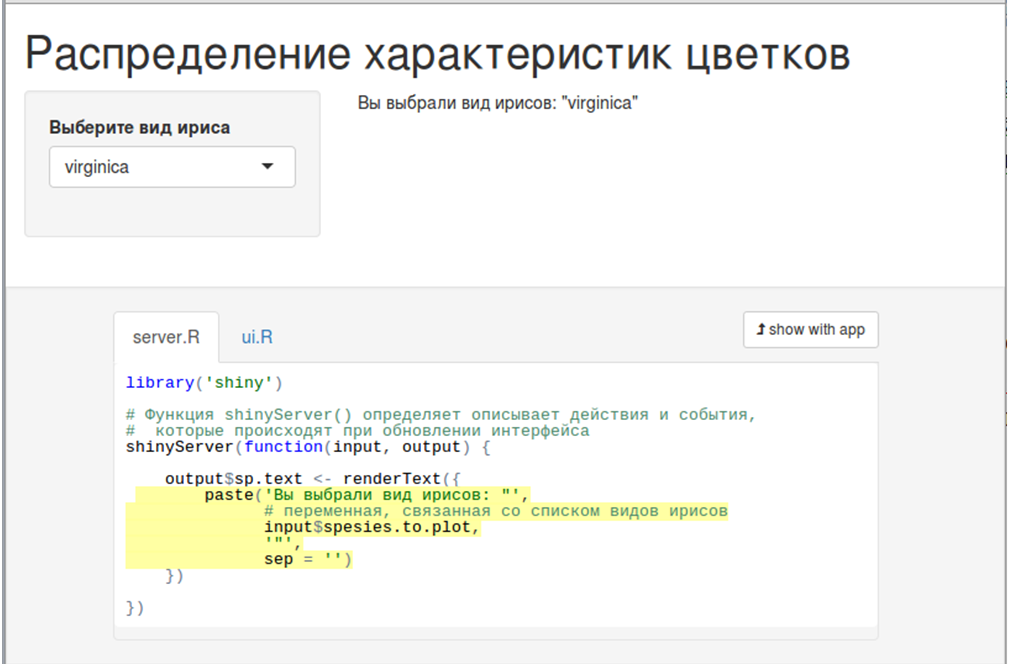 Распределение характеристик цветков
Вы выбрали вид ирисов: "virginica"
Выберите вид ириса
virginica
server.R
ui.R
show with app
library('shiny')
# Функция shinyServer() определяет описывает действия и события,
#  которые происходят при обновлении интерфейса
shinyServer(function(input, output) {
    output$sp.text <- renderText({
        paste('Вы выбрали вид ирисов: "',
              # переменная, связанная со списком видов ирисов
              input$spesies.to.plot,
              '"',
              sep = '')
    })
})